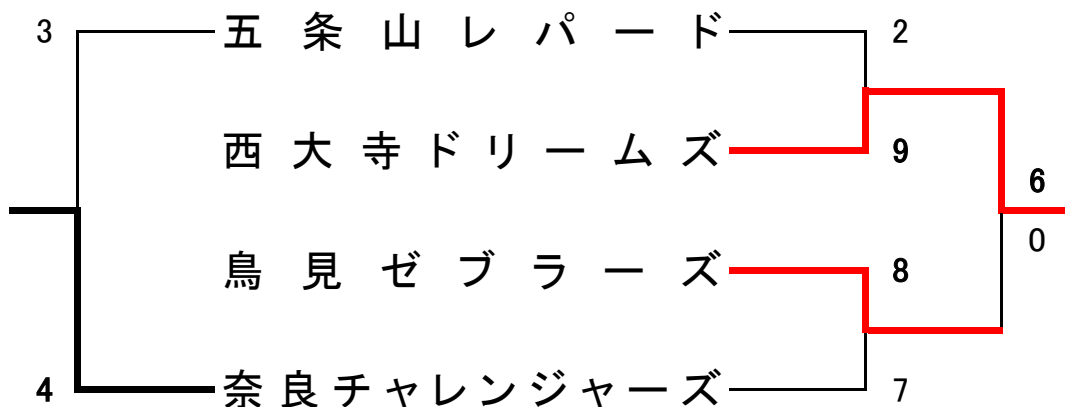 3 五条山レパード 2
西大寺ドリームズ 9
6
0
鳥見ゼブラーズ 8
4 奈良チャレンジャーズ 7